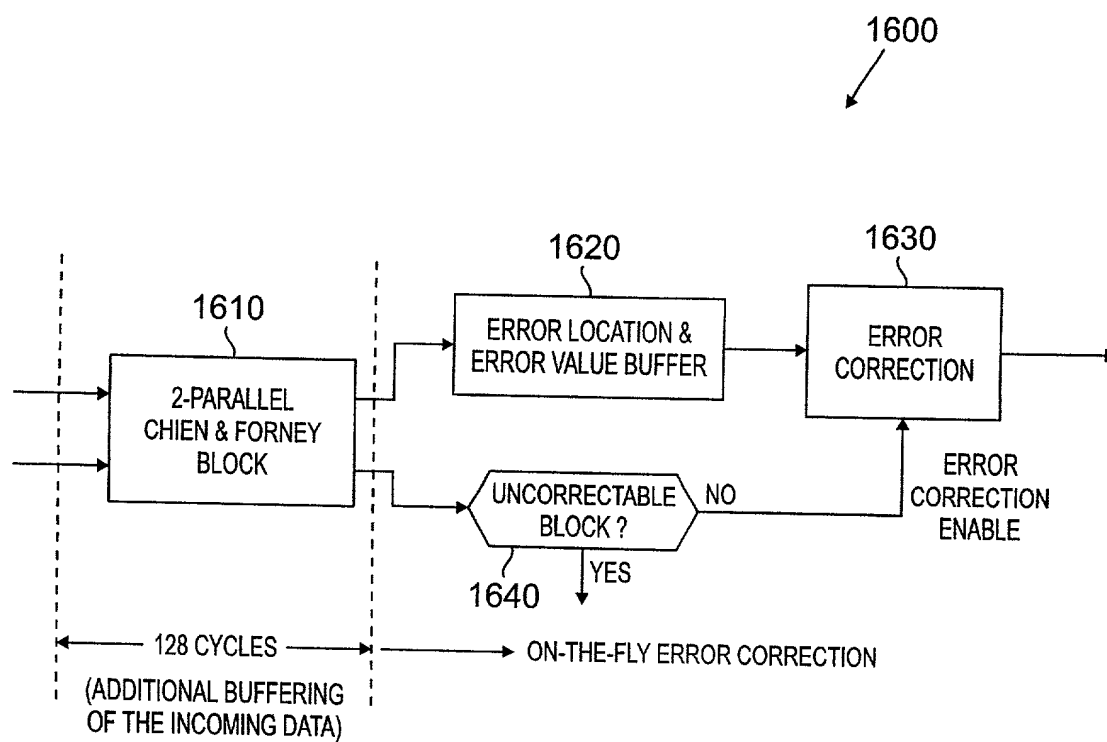 1600
1620
1630
1610
ERROR LOCATION &
ERROR VALUE BUFFER
ERROR
CORRECTION
2-PARALLEL
CHIEN & FORNEY
BLOCK
UNCORRECTABLE
BLOCK ?
NO
ERROR
CORRECTION
ENABLE
YES
1640
128 CYCLES
ON-THE-FLY ERROR CORRECTION
(ADDITIONAL BUFFERING
OF THE INCOMING DATA)